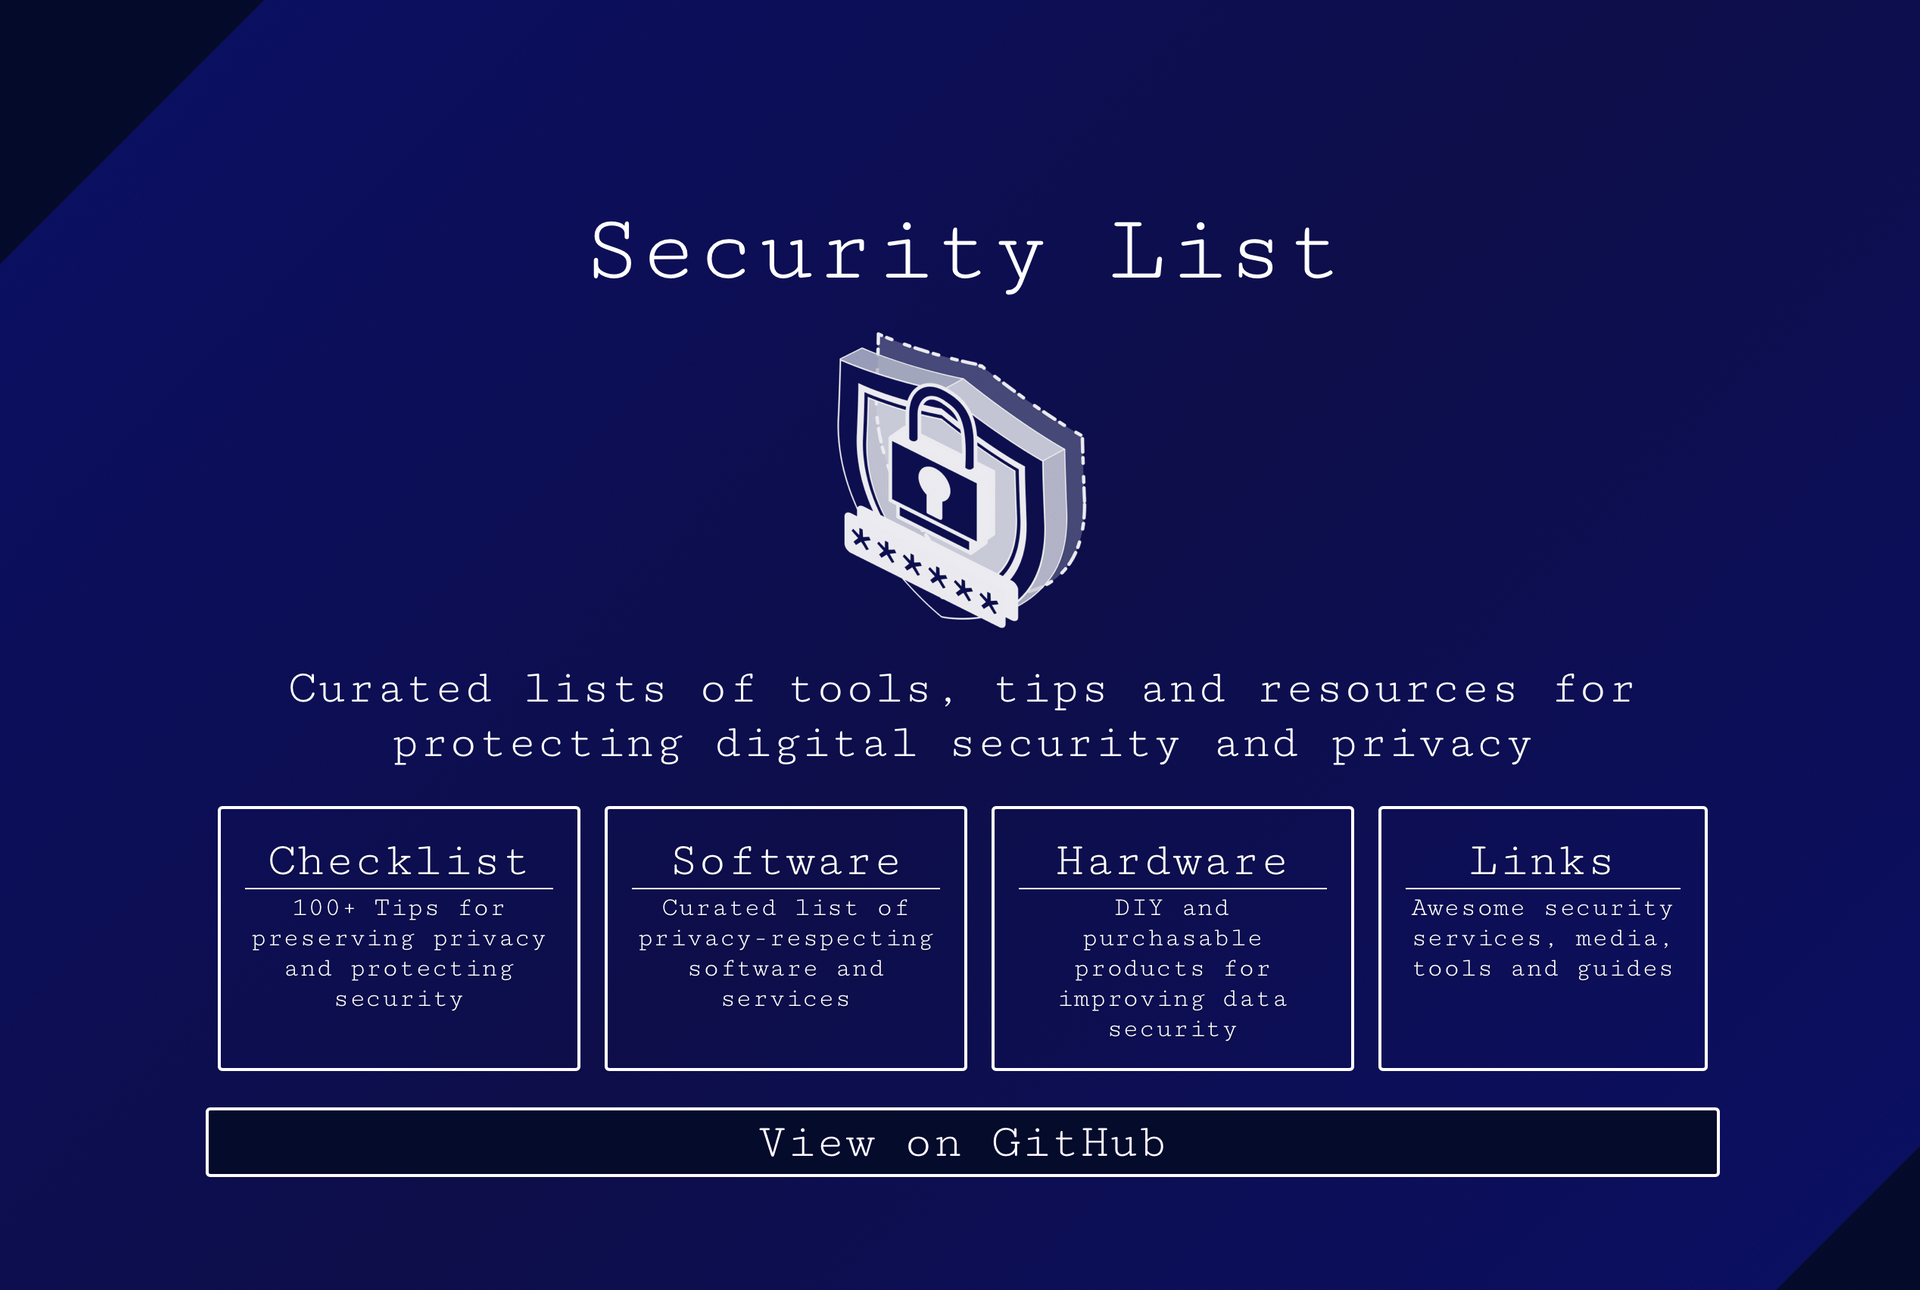 Security List
******
Curated lists of tools, tips and resources for
protecting digital security and privacy
Checklist
100+ Tips for
preserving privacy
and protecting
security
Software
Curated list of
privacy-respecting
software and
services
Hardware
DIY and
purchasable
products for
improving data
security
Links
Awesome security
services, media,
tools and guides
View on GitHub